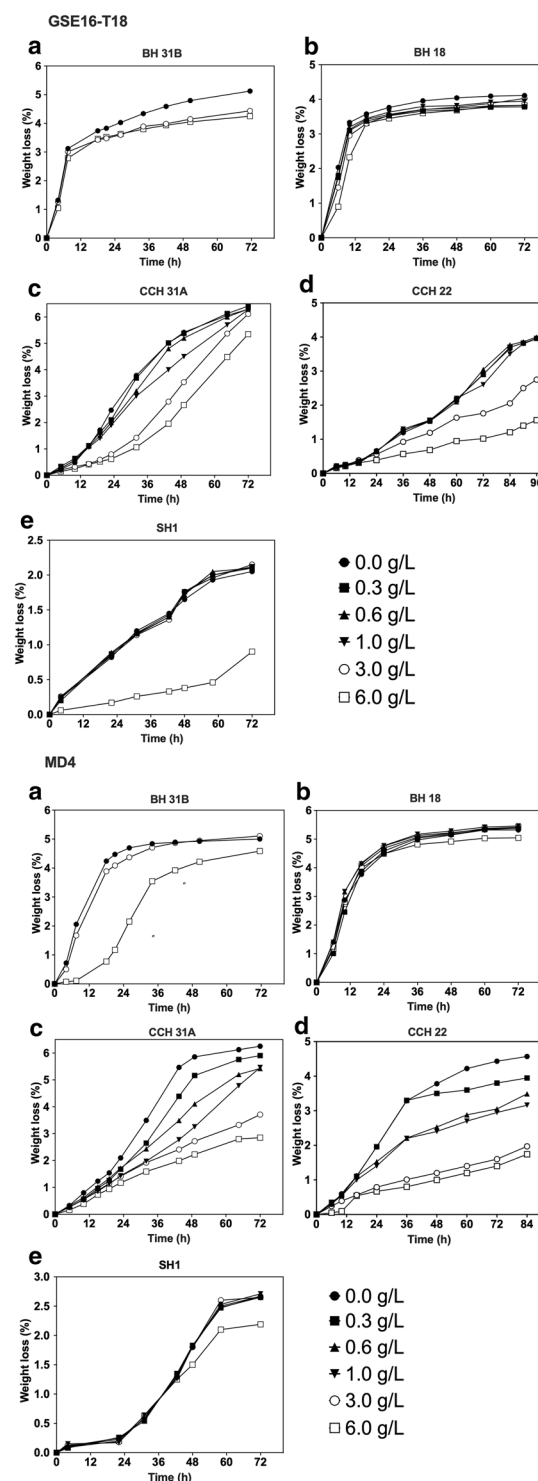 GSE16-T18
a
BH 31B
Weight loss (%)
6
5
4
3
2
1
0
0 12 24 36 48 60 72
Time (h)
b
BH 18
Weight loss (%)
5
4
3
2
1
0
0 12 24 36 48 60 72
Time (h)
c
CCH 31A
Weight loss (%)
6
5
4
3
2
1
0
0 12 24 36 48 60 72
Time (h)
d
CCH 22
Weight loss (%)
5
4
3
2
1
0
0 12 24 36 48 60 72 84 96
Time (h)
e
SH1
Weight loss (%)
2.5
2.0
1.5
1.0
0.5
0.0
0 12 24 36 48 60 72
Time (h)
0.0 g/L
0.3 g/L
0.6 g/L
1.0 g/L
3.0 g/L
6.0 g/L
MD4
a
BH 31B
Weight loss (%)
6
5
4
3
2
1
0
0 12 24 36 48 60 72
Time (h)
b
BH 18
Weight loss (%)
6
5
4
3
2
1
0
0 12 24 36 48 60 72
Time (h)
c
CCH 31A
Weight loss (%)
6
5
4
3
2
1
0
0 12 24 36 48 60 72
Time (h)
d
CCH 22
Weight loss (%)
5
4
3
2
1
0
0 12 24 36 48 60 72 84
Time (h)
e
SH1
Weight loss (%)
3.0
2.5
2.0
1.5
1.0
0.5
0.0
0 12 24 36 48 60 72
Time (h)
0.0 g/L
0.3 g/L
0.6 g/L
1.0 g/L
3.0 g/L
6.0 g/L